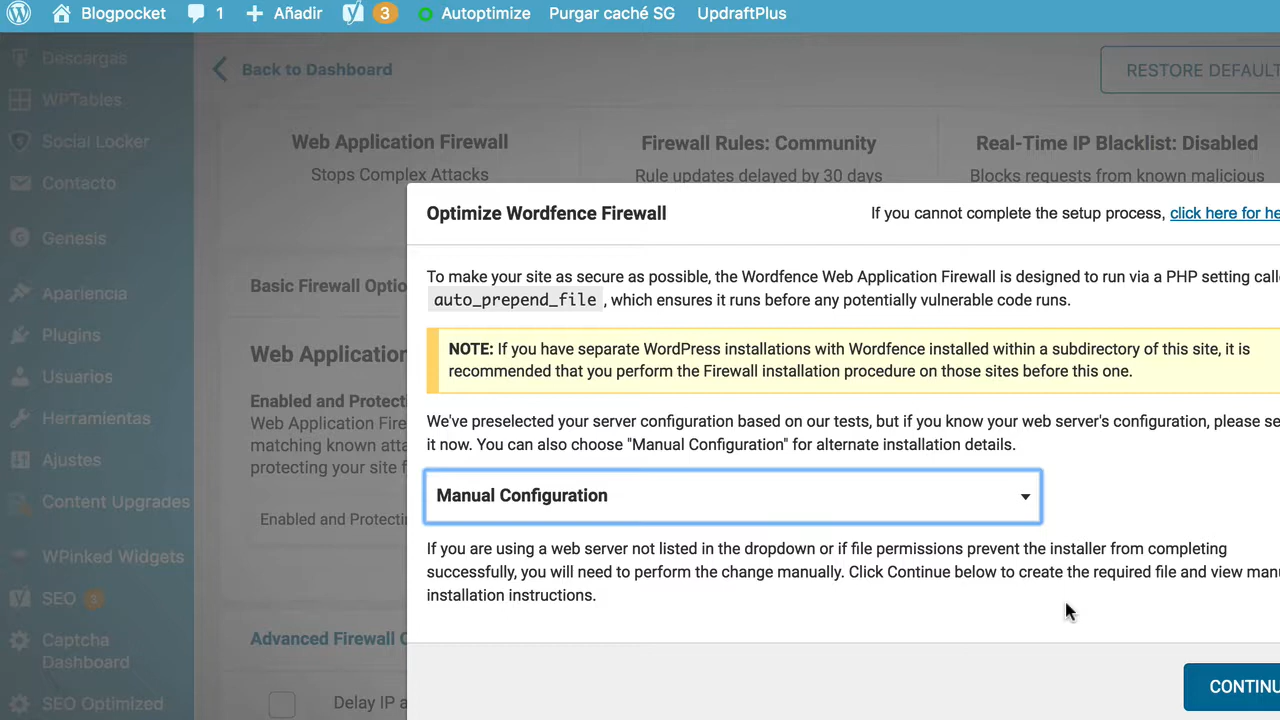 Blogpocket 1 Añadir 3 Autoptimize Purgar caché SG UpdraftPlus
Descargas
WPTables
Social Locker
Contacto
Genesis
Apariencia
Plugins
Usuarios
Herramientas
Ajustes
Content Upgrades
WPinked Widgets
SEO 3
Captcha
Dashboard
SEO Optimized
Back to Dashboard
RESTORE DEFAULT
Web Application Firewall
Stops Complex Attacks
Firewall Rules: Community
Rule updates delayed by 30 days
Real-Time IP Blacklist: Disabled
Blocks requests from known malicious
Basic Firewall Optio
Web Application
Enabled and Protecti
Web Application Fire
matching known atta
protecting your site f
Enabled and Protectin
Advanced Firewall O
Delay IP a
Optimize Wordfence Firewall
If you cannot complete the setup process, click here for he
To make your site as secure as possible, the Wordfence Web Application Firewall is designed to run via a PHP setting calle
auto_prepend_file, which ensures it runs before any potentially vulnerable code runs.
NOTE: If you have separate WordPress installations with Wordfence installed within a subdirectory of this site, it is
recommended that you perform the Firewall installation procedure on those sites before this one.
We've preselected your server configuration based on our tests, but if you know your web server's configuration, please se
it now. You can also choose "Manual Configuration" for alternate installation details.
Manual Configuration
If you are using a web server not listed in the dropdown or if file permissions prevent the installer from completing
successfully, you will need to perform the change manually. Click Continue below to create the required file and view manu
installation instructions.
CONTINU